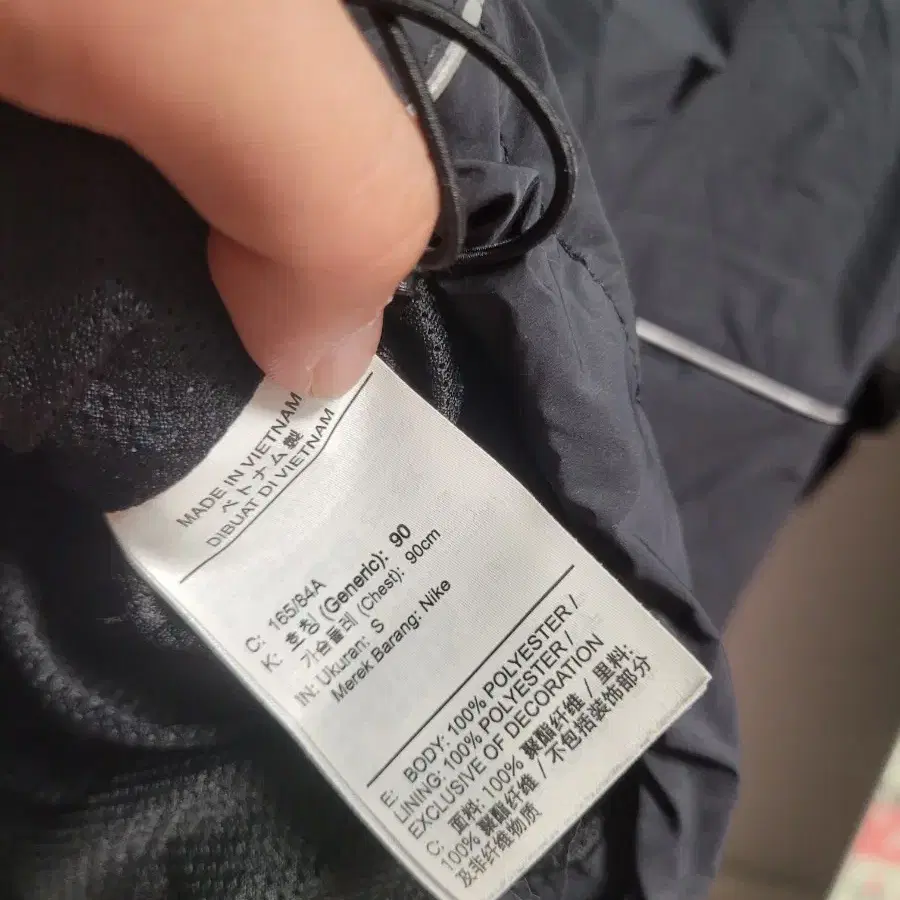 MADE IN VIETNAM
ベトナム製
DIBUAT DI VIETNAM
C: 165/84A
K: 호칭 (Generic): 90
가슴둘레 (Chest): 90cm
IN: Ukuran: S
Merek Barang: Nike
E: BODY: 100% POLYESTER /
LINING: 100% POLYESTER /
EXCLUSIVE OF DECORATION
C: 面料: 100% 聚酯纤维 / 里料:
100% 聚酯纤维 / 不包括装饰部分
及非纤维物质